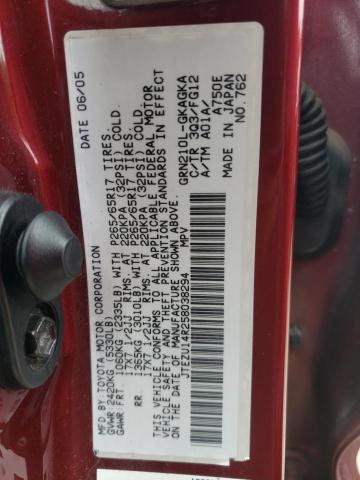 MFD.BY:TOYOTA MOTOR CORPORATION DATE 06/05
GVWR:2420KG (5330LB)
GAWR:FRT. 1060KG (2335LB) WITH P265/65R17 TIRES.
17X7 1/2JJ RIMS. AT 220KPA (32PSI) COLD.
RR. 1365KG (3010LB) WITH P265/65R17 TIRES.
17X7 1/2JJ RIMS. AT 220KPA (32PSI) COLD.
THIS VEHICLE CONFORMS TO ALL APPLICABLE FEDERAL MOTOR
VEHICLE SAFETY AND THEFT PREVENTION STANDARDS
IN EFFECT ON THE DATE OF MANUFACTURE SHOWN ABOVE.
JTEZU14R258038294
MPV
GRN210L-GKAGKA
C/TR 3Q3/FG12
A/TM A01A/ A750E
MADE IN JAPAN
NO.762